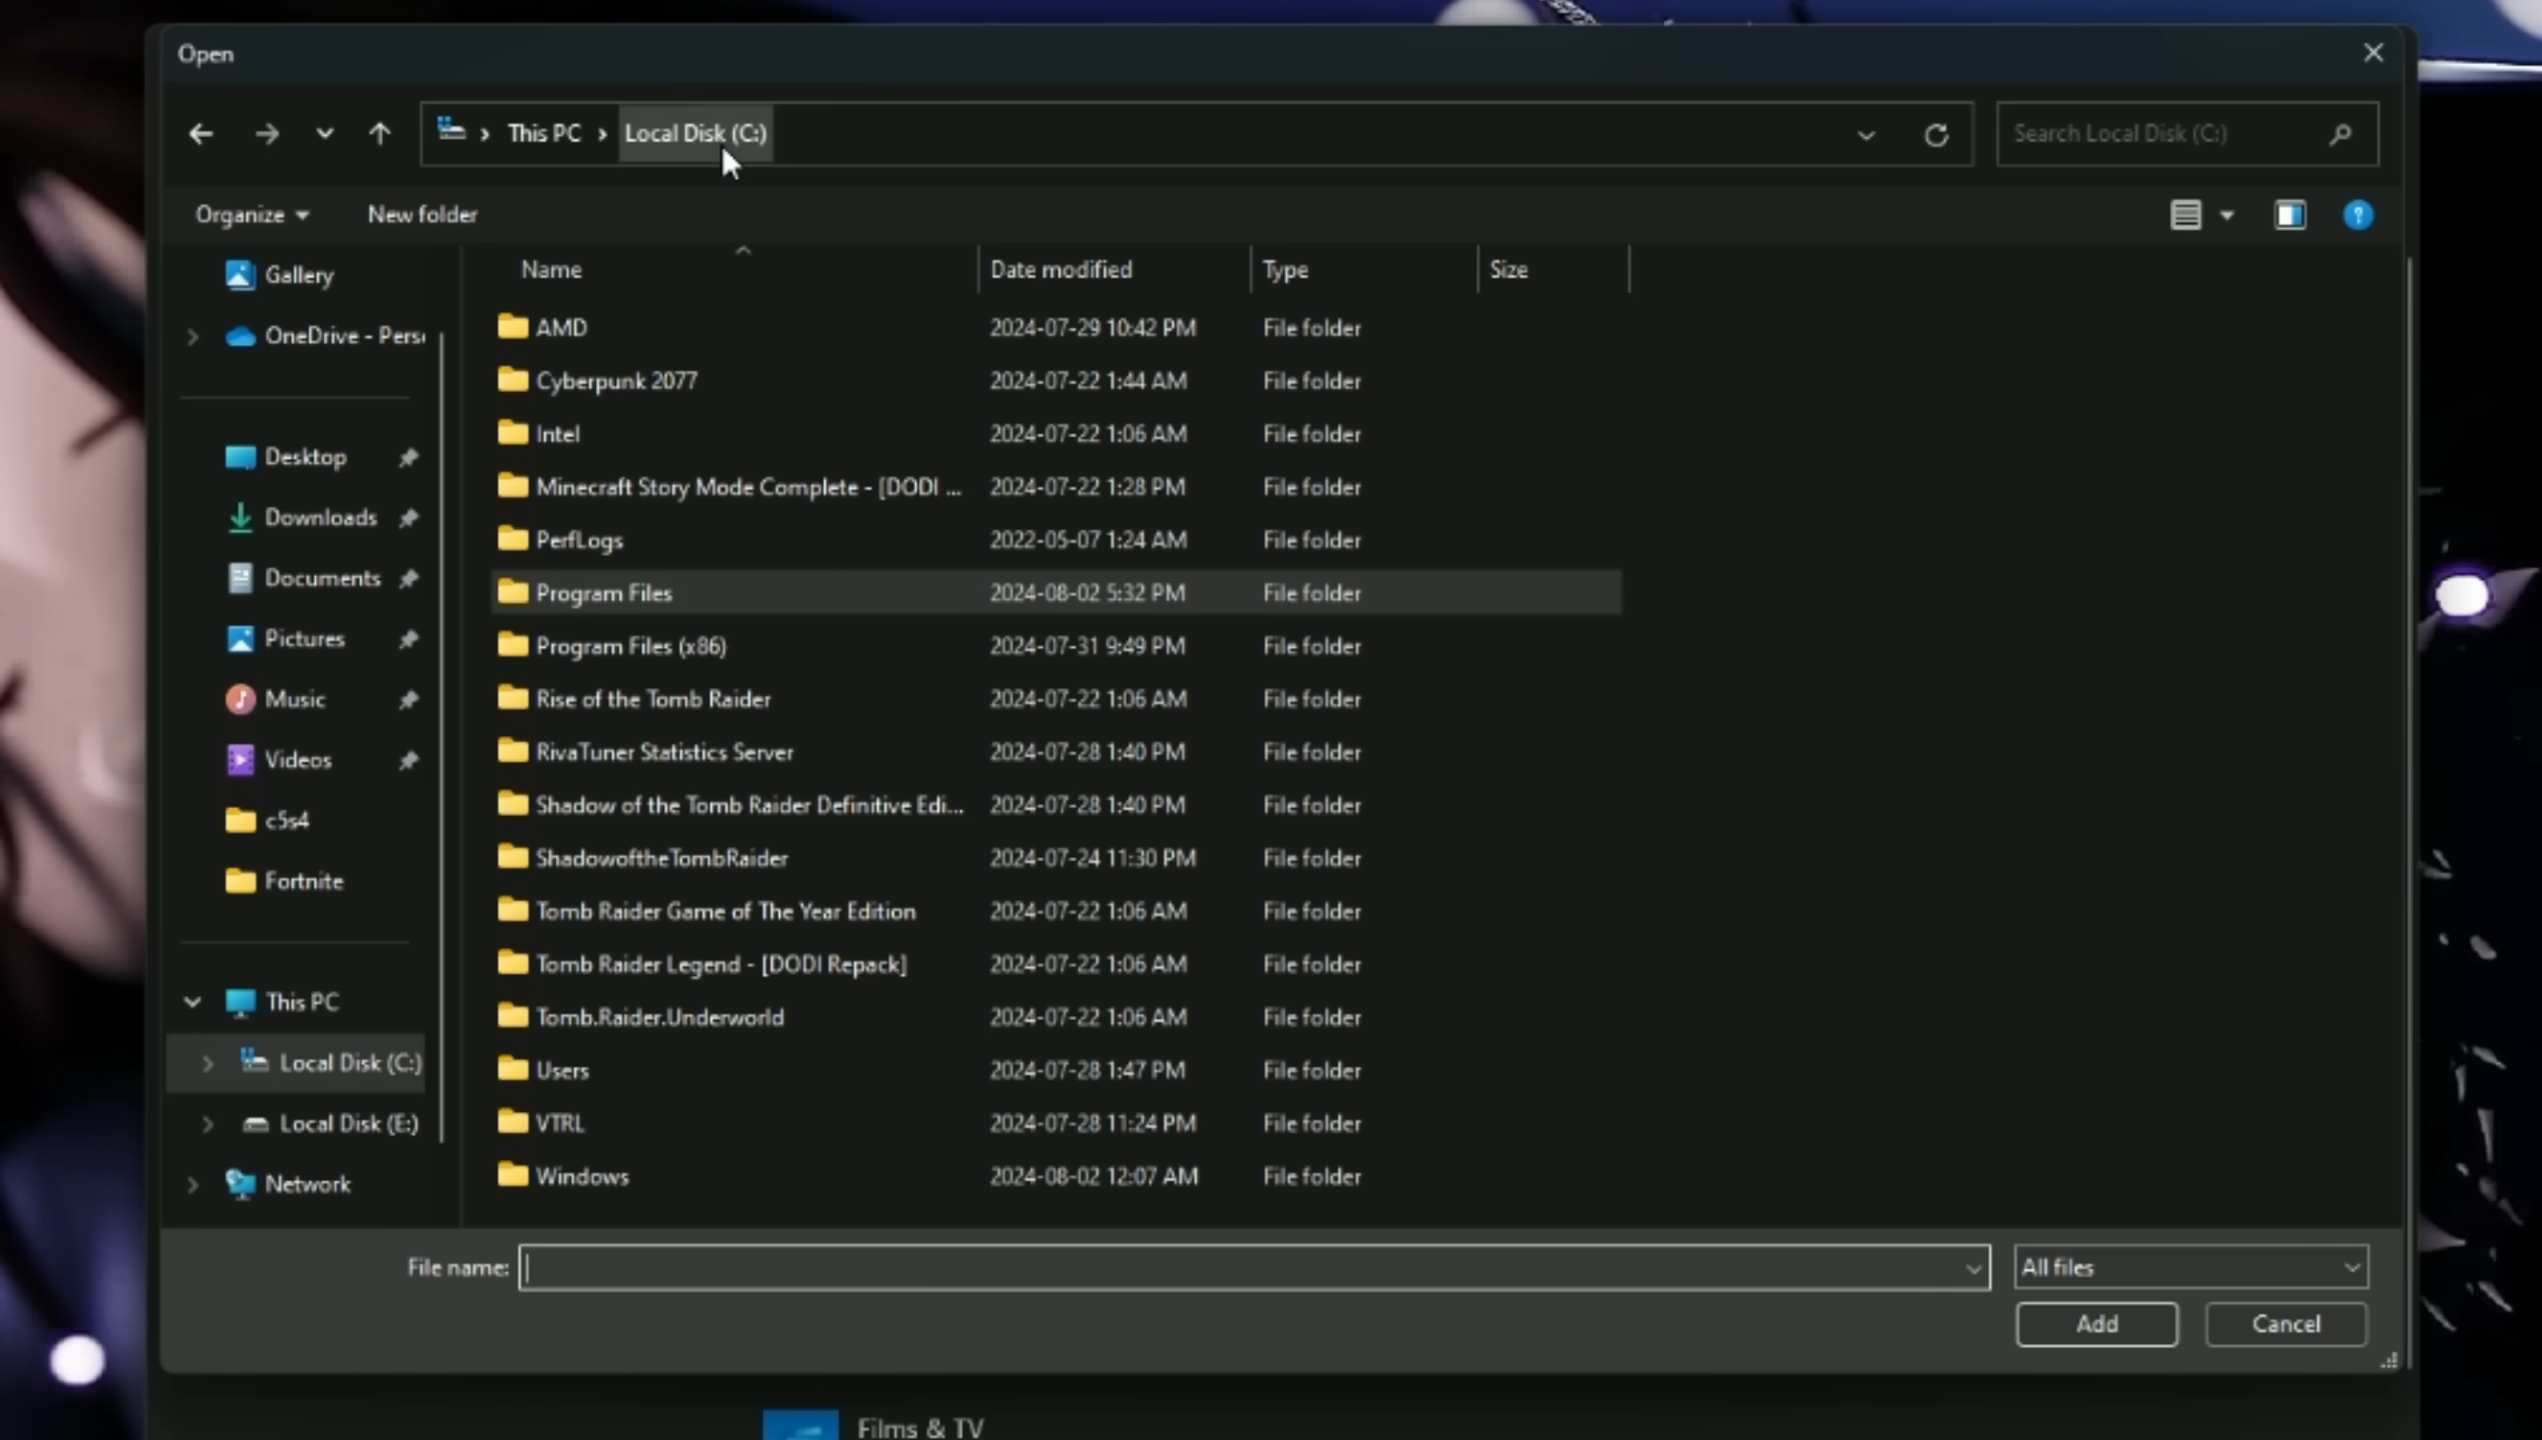 Open
This PC > Local Disk (C:)
Search Local Disk (C:)
Organize
New folder
Gallery
OneDrive - Pers
Desktop
Downloads
Documents
Pictures
Music
Videos
c5s4
Fortnite
This PC
Local Disk (C:)
Local Disk (E:)
Network
Name Date modified Type Size
AMD 2024-07-29 10:42 PM File folder
Cyberpunk 2077 2024-07-22 1:44 AM File folder
Intel 2024-07-22 1:06 AM File folder
Minecraft Story Mode Complete - [DODI ... 2024-07-22 1:28 PM File folder
PerfLogs 2022-05-07 1:24 AM File folder
Program Files 2024-08-02 5:32 PM File folder
Program Files (x86) 2024-07-31 9:49 PM File folder
Rise of the Tomb Raider 2024-07-22 1:06 AM File folder
RivaTuner Statistics Server 2024-07-28 1:40 PM File folder
Shadow of the Tomb Raider Definitive Edi... 2024-07-28 1:40 PM File folder
ShadowoftheTombRaider 2024-07-24 11:30 PM File folder
Tomb Raider Game of The Year Edition 2024-07-22 1:06 AM File folder
Tomb Raider Legend - [DODI Repack] 2024-07-22 1:06 AM File folder
Tomb.Raider.Underworld 2024-07-22 1:06 AM File folder
Users 2024-07-28 1:47 PM File folder
VTRL 2024-07-28 11:24 PM File folder
Windows 2024-08-02 12:07 AM File folder
File name:
All files
Add
Cancel
Films & TV